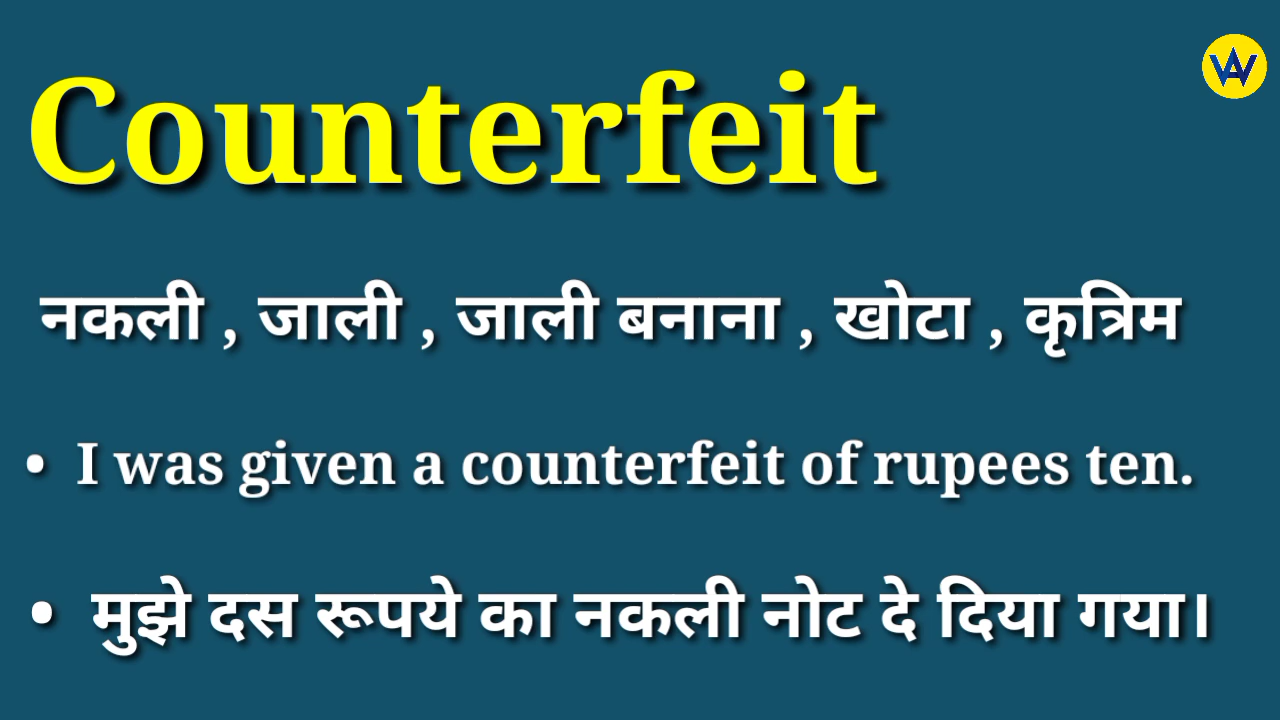 Counterfeit
नकली , जाली , जाली बनाना , खोटा , कृत्रिम
• I was given a counterfeit of rupees ten.
• मुझे दस रूपये का नकली नोट दे दिया गया।